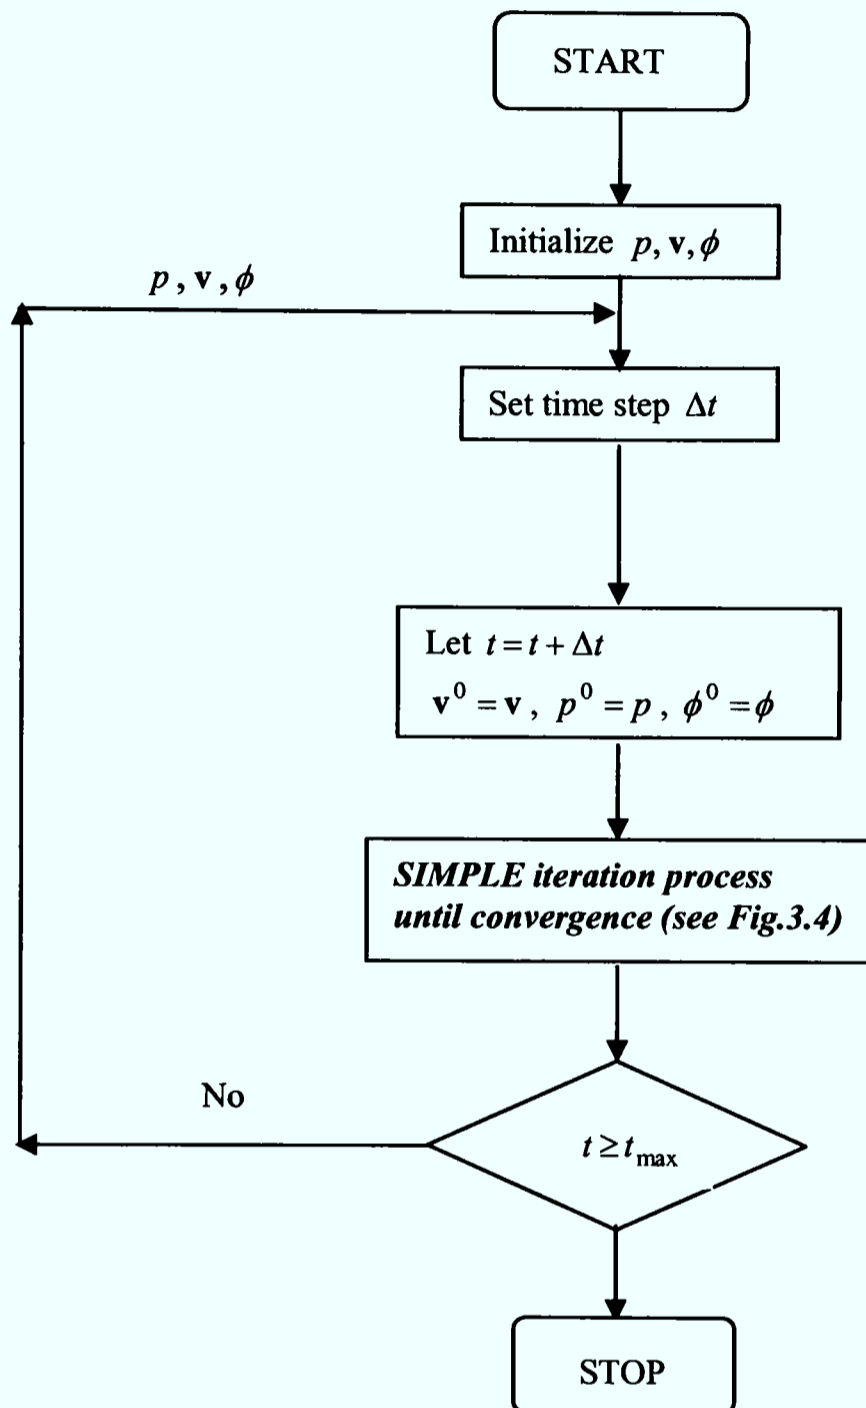 START
Initialize p, v, ϕ
p , v , ϕ
Set time step Δt
Let t = t + Δt
v⁰ = v , p⁰ = p , ϕ⁰ = ϕ
SIMPLE iteration process
until convergence (see Fig.3.4)
No
t ≥ t_max
STOP